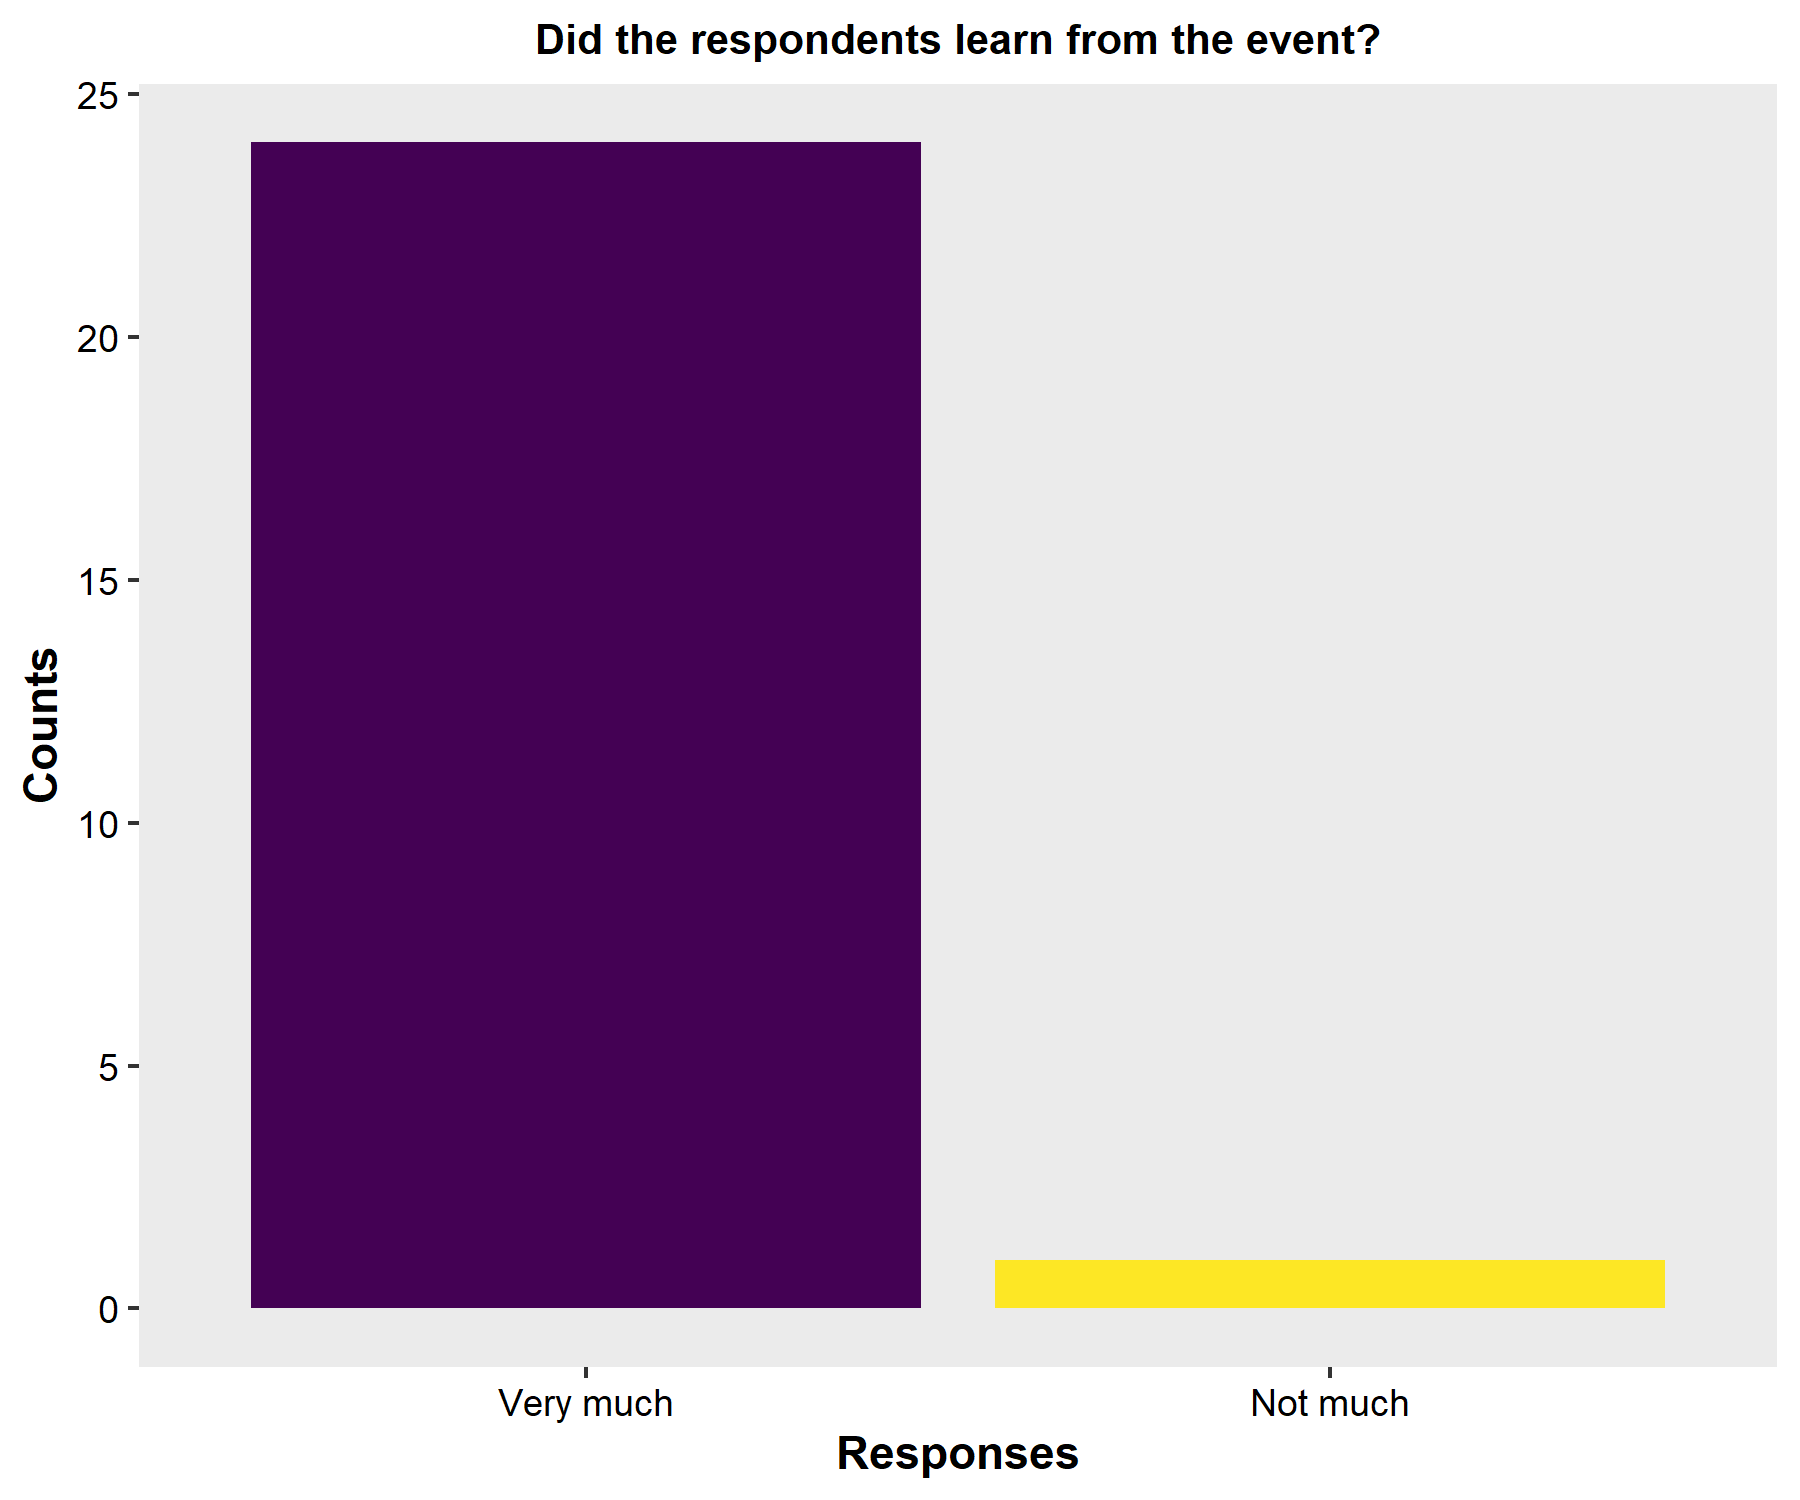 Did the respondents learn from the event?
25
20
15
10
5
0
Counts
Very much
Not much
Responses